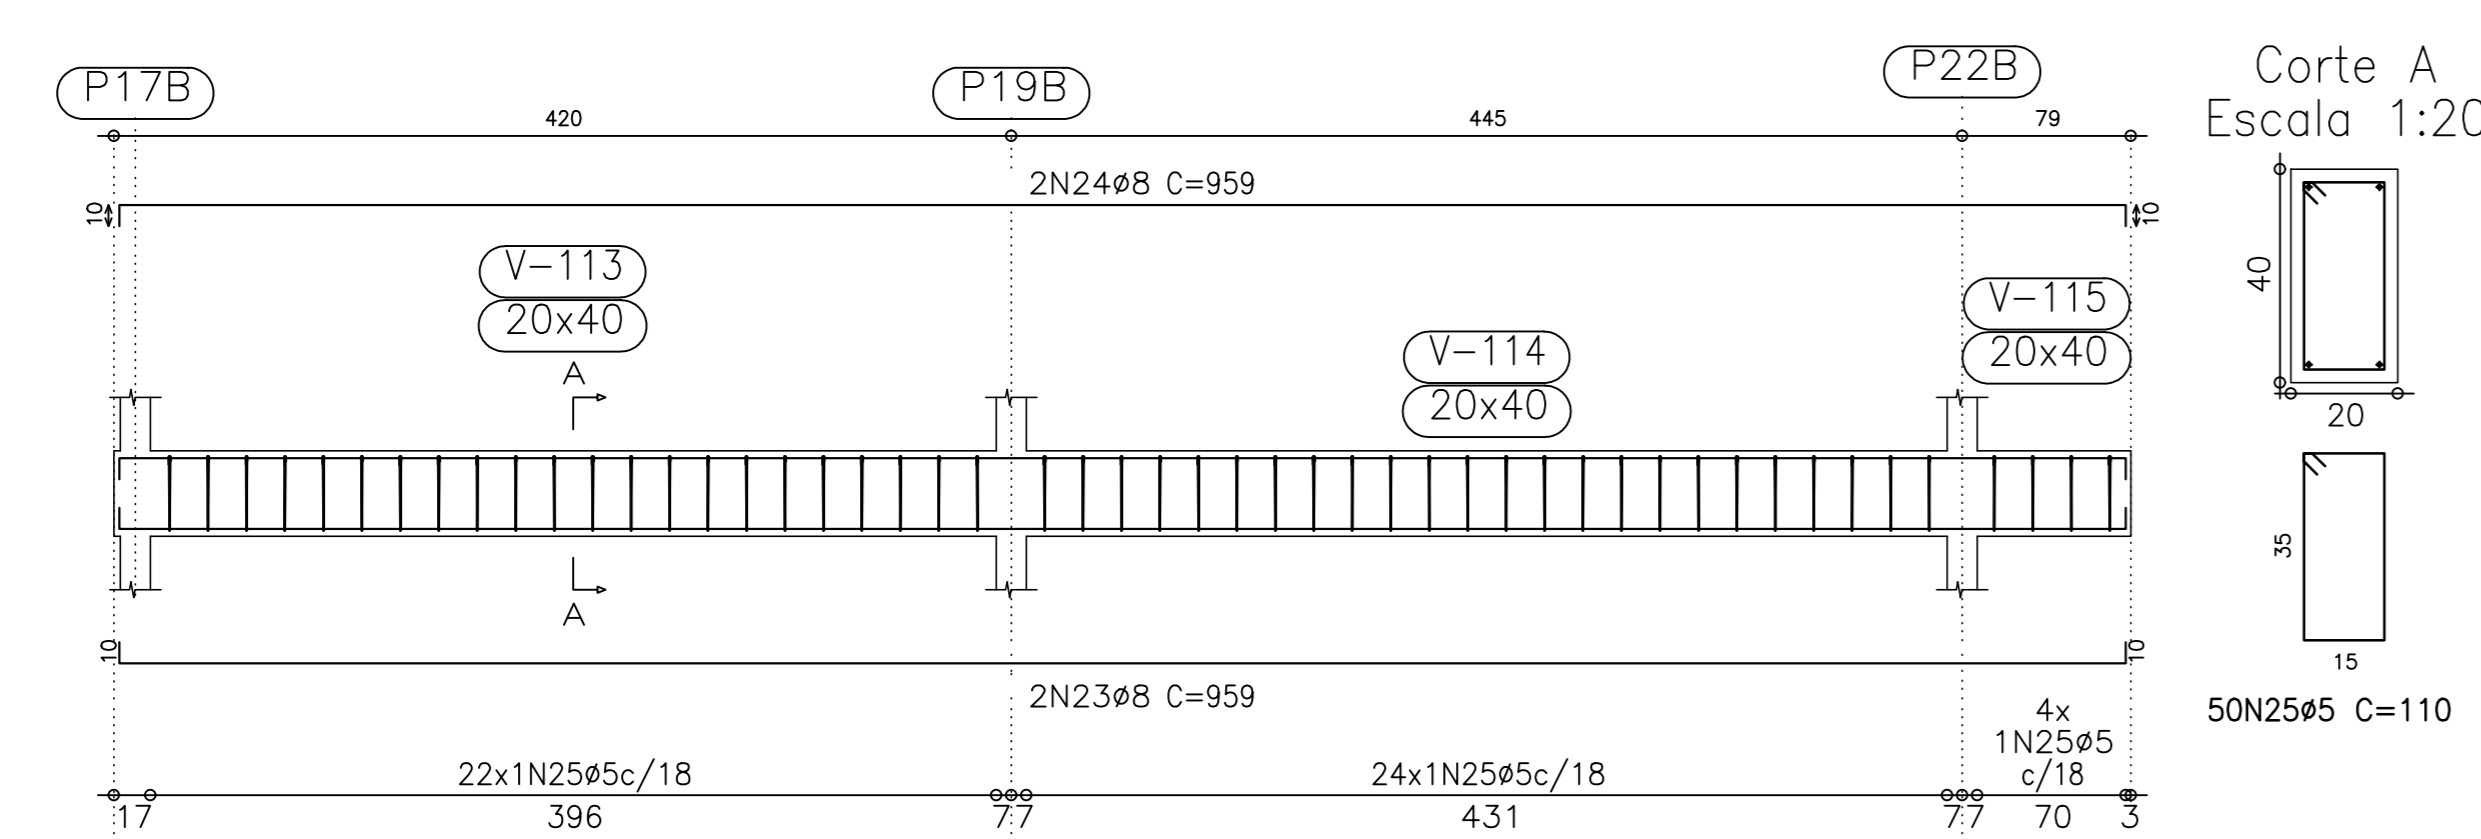 P17B
P19B
P22B
Corte A
Escala 1:20
420
445
79
2N24ø8 C=959
10
10
V-113
20x40
V-114
20x40
V-115
20x40
A
A
40
20
35
15
10
10
2N23ø8 C=959
50N25ø5 C=110
22x1N25ø5c/18
24x1N25ø5c/18
4x
1N25ø5
c/18
17
396
7
7
431
7
7
70
3